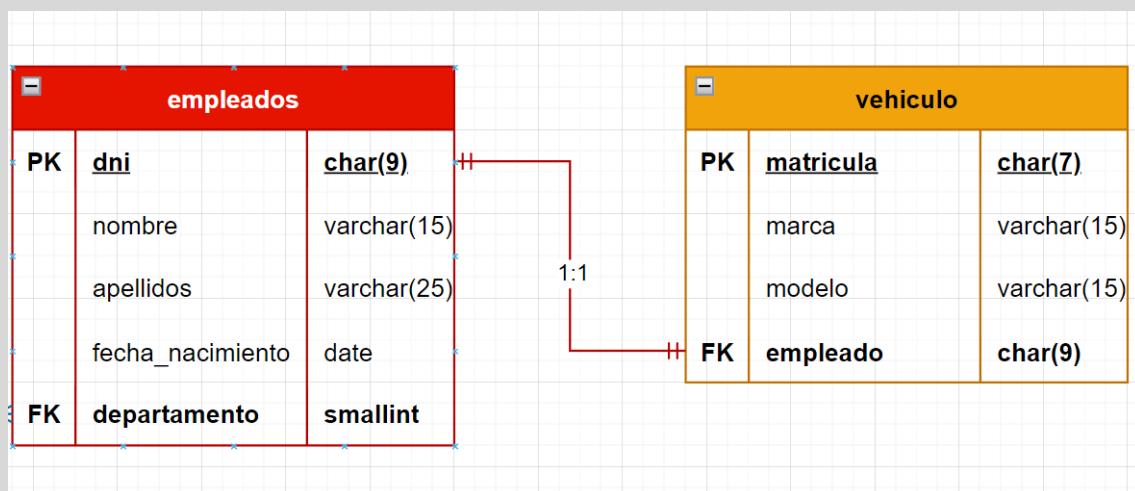 empleados
PK dni char(9)
nombre varchar(15)
apellidos varchar(25)
fecha_nacimiento date
FK departamento smallint
1:1
vehiculo
PK matricula char(7)
marca varchar(15)
modelo varchar(15)
FK empleado char(9)